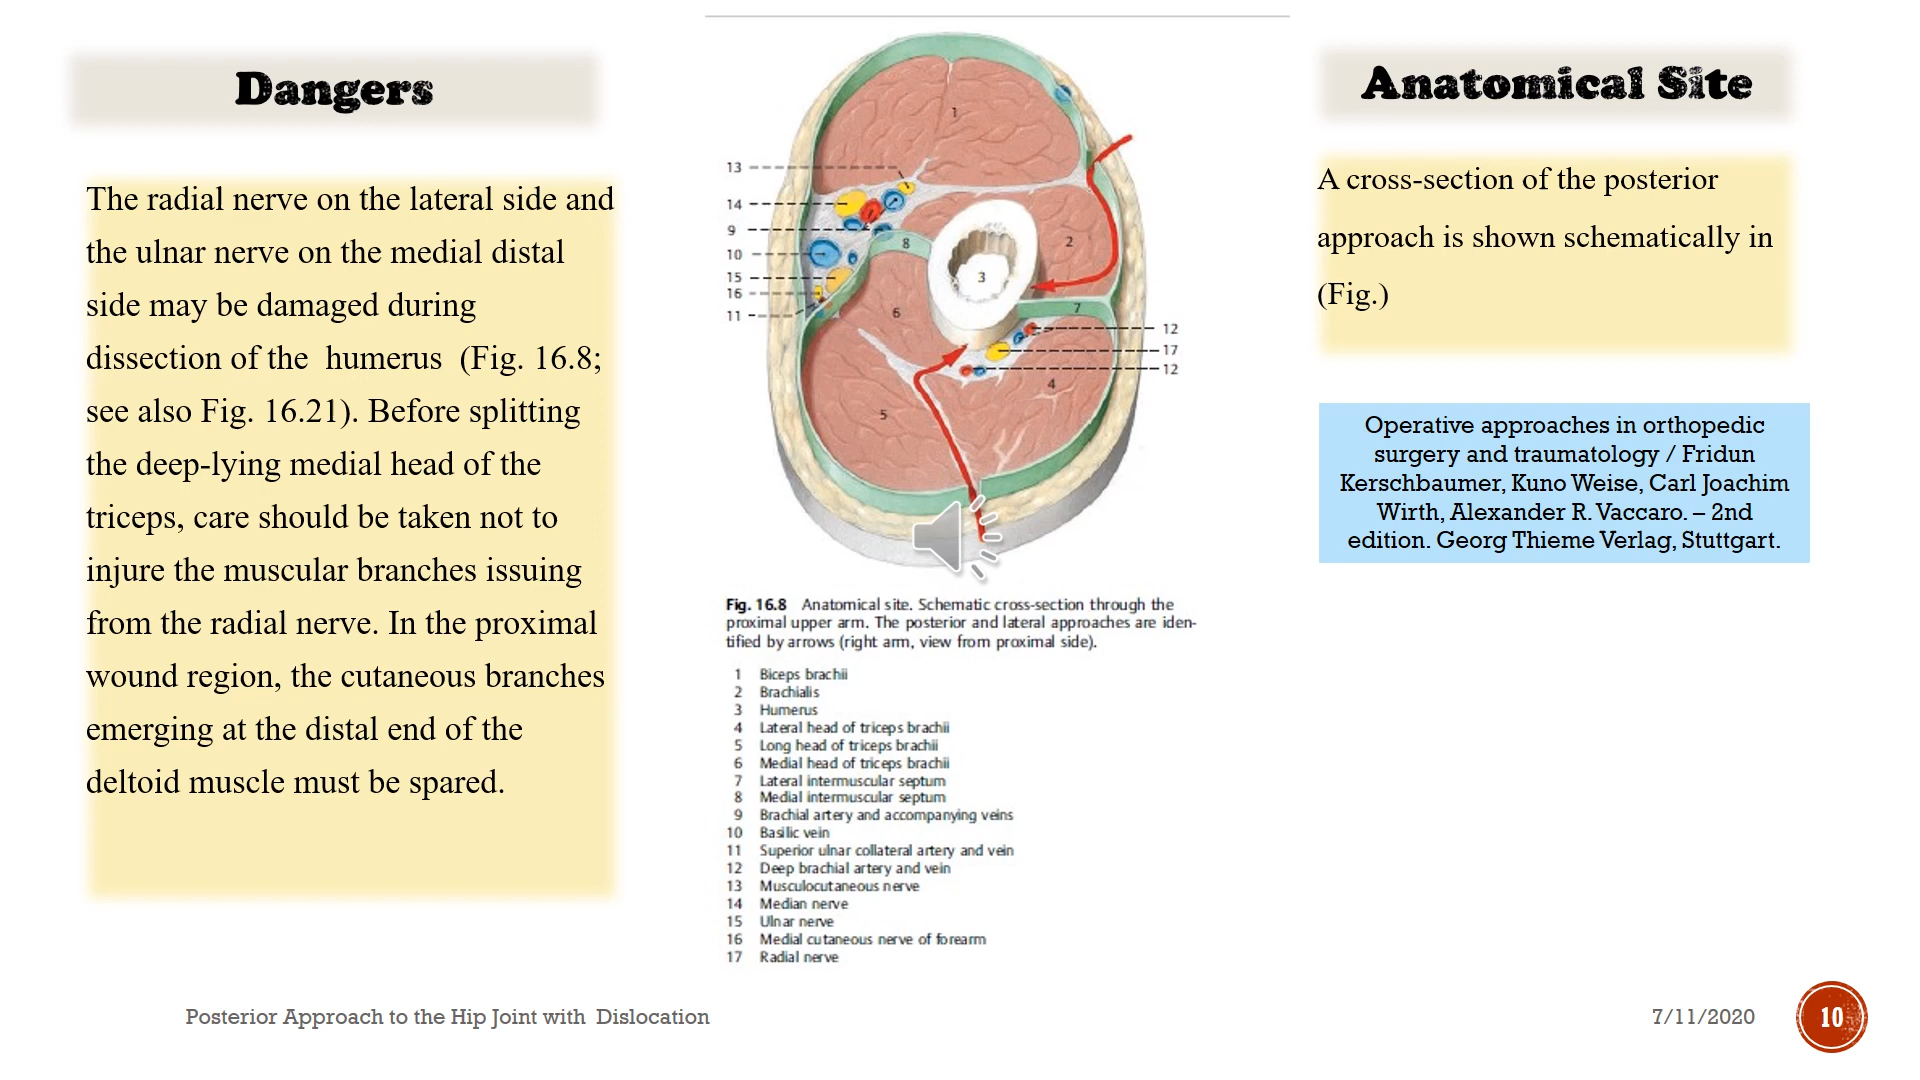 Dangers
The radial nerve on the lateral side and
the ulnar nerve on the medial distal
side may be damaged during
dissection of the humerus (Fig. 16.8;
see also Fig. 16.21). Before splitting
the deep-lying medial head of the
triceps, care should be taken not to
injure the muscular branches issuing
from the radial nerve. In the proximal
wound region, the cutaneous branches
emerging at the distal end of the
deltoid muscle must be spared.
1
13
14
9
10
15
16
11
8
2
3
6
7
12
17
12
4
5
Fig. 16.8 Anatomical site. Schematic cross-section through the
proximal upper arm. The posterior and lateral approaches are iden-
tified by arrows (right arm, view from proximal side).
1 Biceps brachii
2 Brachialis
3 Humerus
4 Lateral head of triceps brachii
5 Long head of triceps brachii
6 Medial head of triceps brachii
7 Lateral intermuscular septum
8 Medial intermuscular septum
9 Brachial artery and accompanying veins
10 Basilic vein
11 Superior ulnar collateral artery and vein
12 Deep brachial artery and vein
13 Musculocutaneous nerve
14 Median nerve
15 Ulnar nerve
16 Medial cutaneous nerve of forearm
17 Radial nerve
Anatomical Site
A cross-section of the posterior
approach is shown schematically in
(Fig.)
Operative approaches in orthopedic
surgery and traumatology / Fridun
Kerschbaumer, Kuno Weise, Carl Joachim
Wirth, Alexander R. Vaccaro. – 2nd
edition. Georg Thieme Verlag, Stuttgart.
Posterior Approach to the Hip Joint with Dislocation
7/11/2020
10